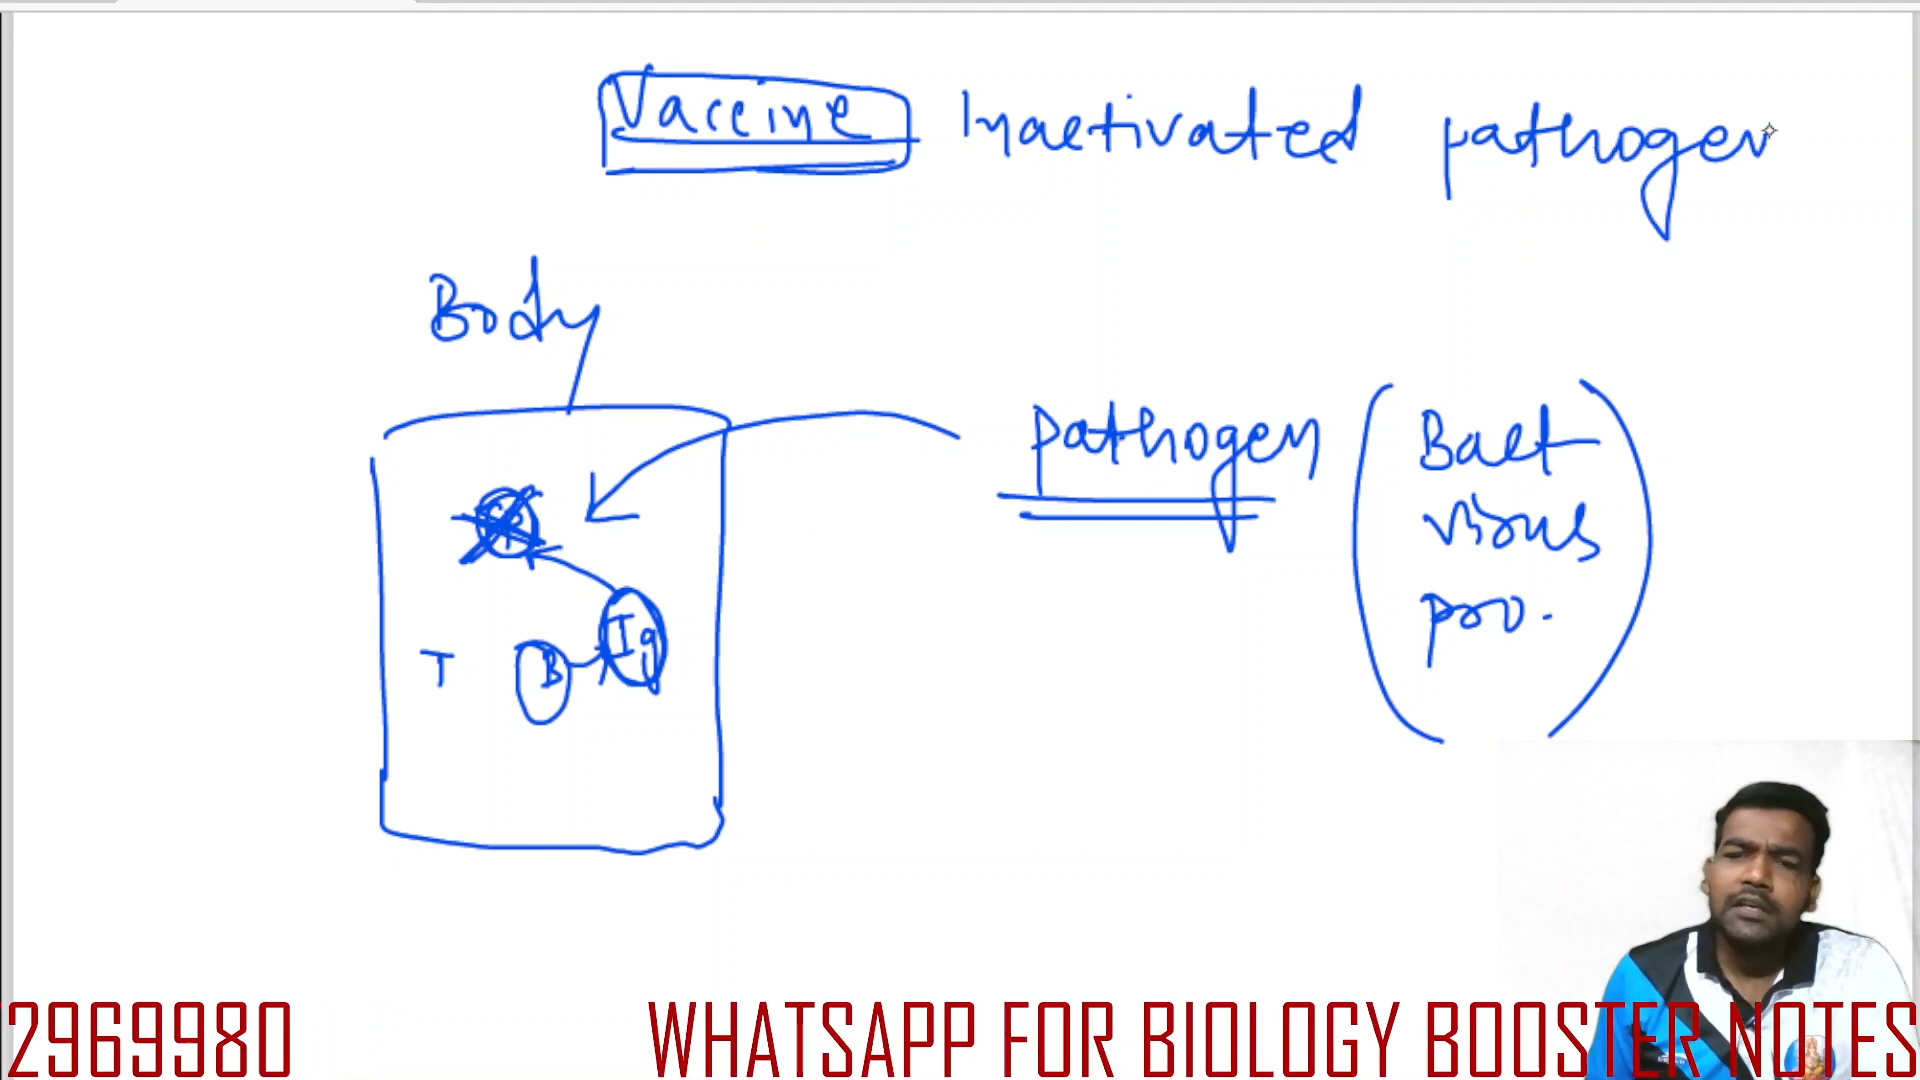 Vaccine Inactivated pathogen
Body
pathogen
Bact
virus
pro.
Ig
T B
2969980 WHATSAPP FOR BIOLOGY BOOSTER NOTES